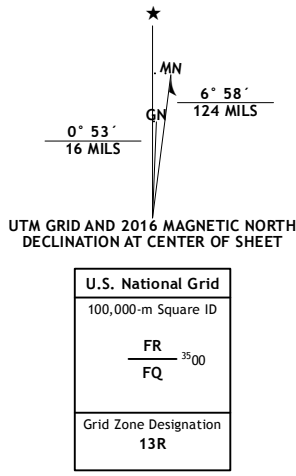 MN
6° 58´
124 MILS
GN
0° 53´
16 MILS
UTM GRID AND 2016 MAGNETIC NORTH
DECLINATION AT CENTER OF SHEET
U.S. National Grid
100,000-m Square ID
FR
3500
FQ
Grid Zone Designation
13R